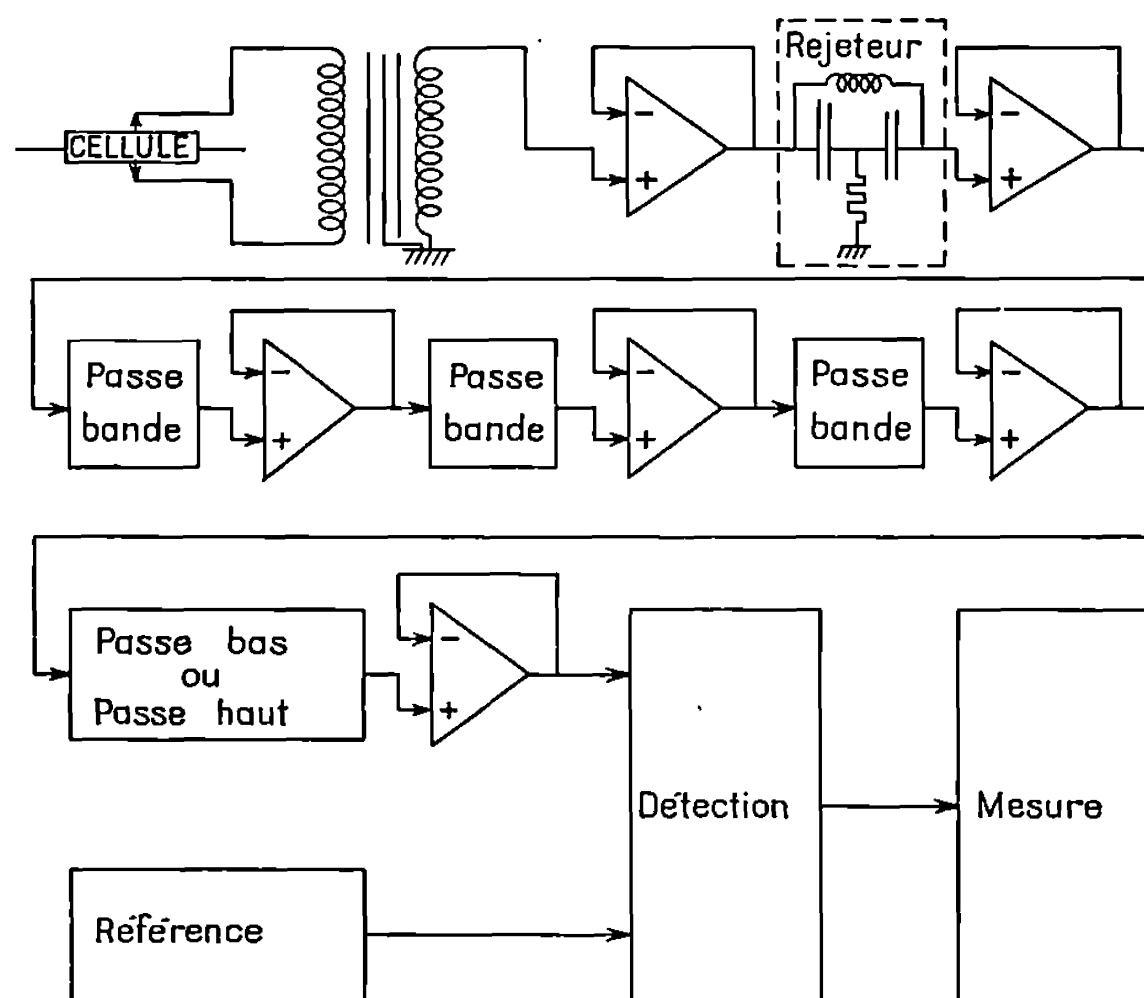 Rejeteur
CELLULE
-
+
-
+
Passe
bande
-
+
Passe
bande
-
+
Passe
bande
-
+
Passe bas
ou
Passe haut
-
+
Détection
Mesure
Référence